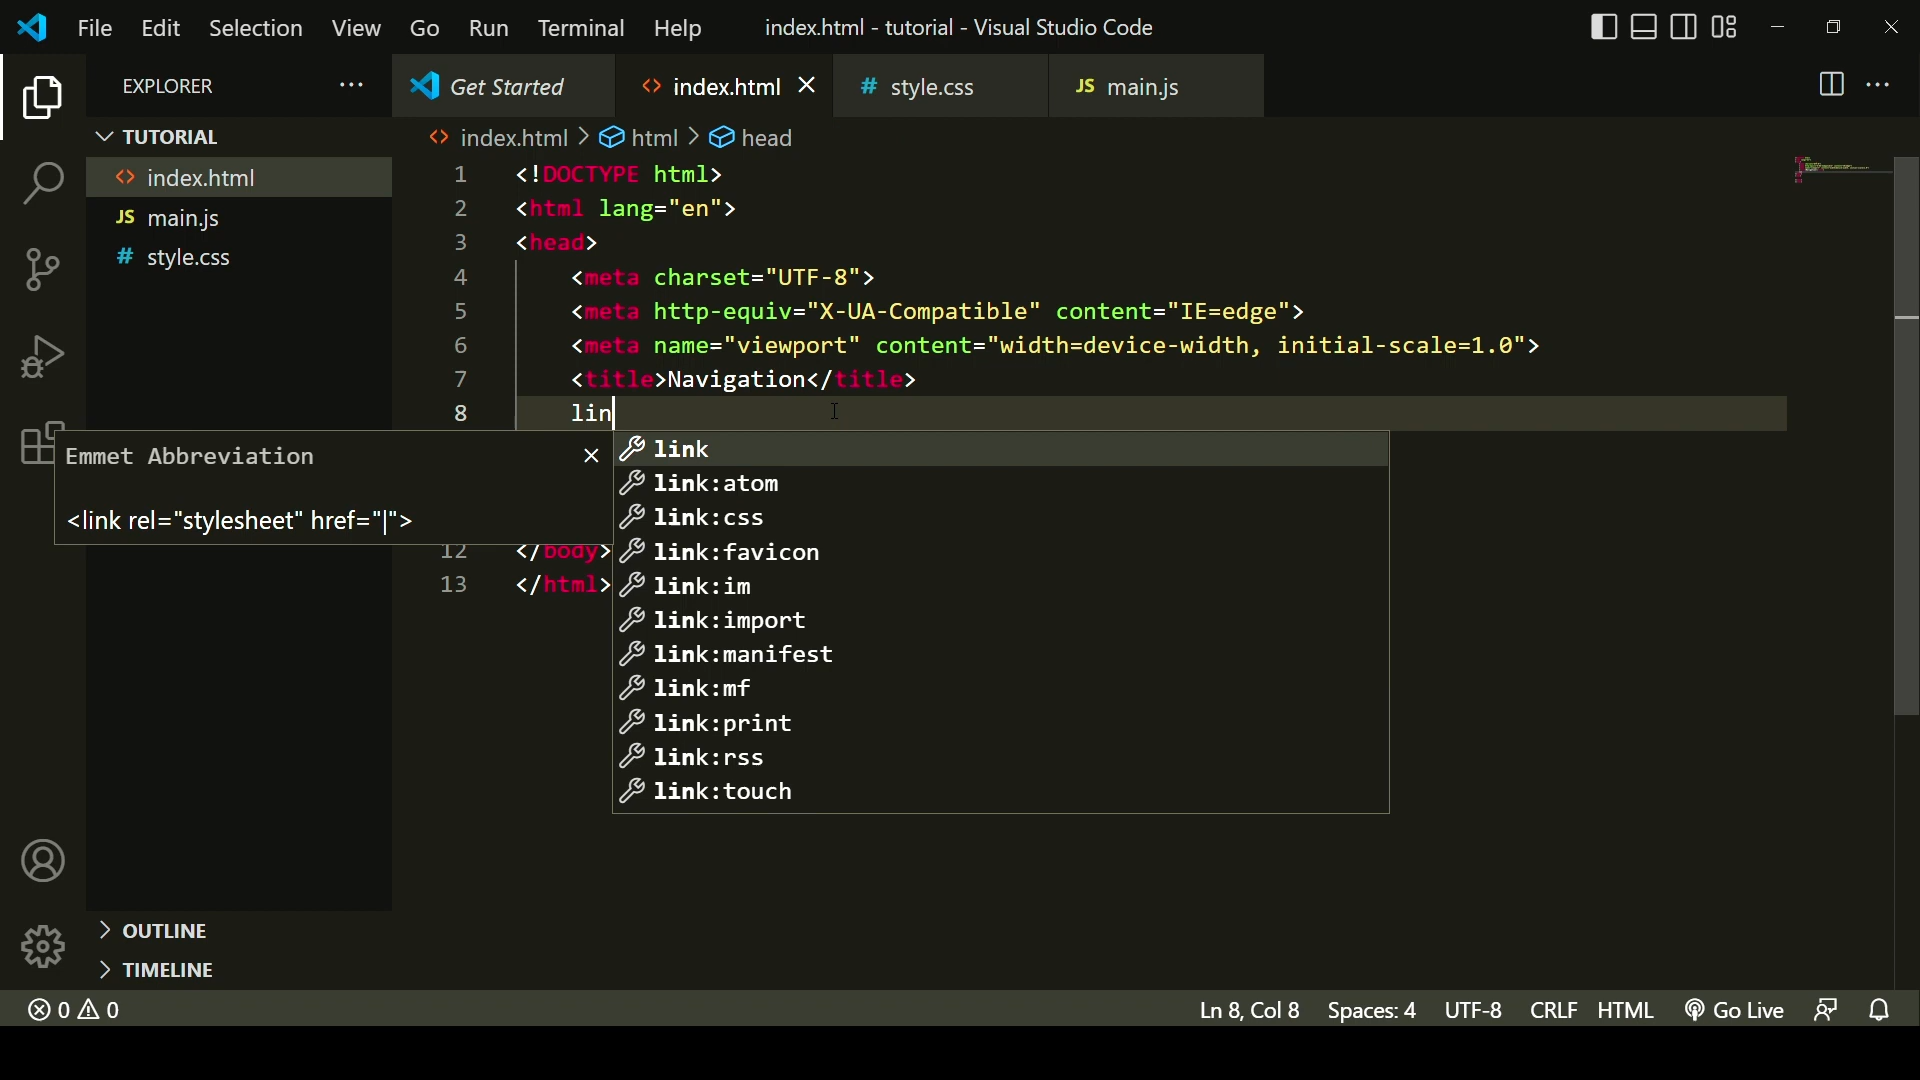 File Edit Selection View Go Run Terminal Help index.html - tutorial - Visual Studio Code
EXPLORER
Get Started
<> index.html
# style.css
JS main.js
TUTORIAL
<> index.html
JS main.js
# style.css
<> index.html > html > head
1 <!DOCTYPE html>
2 <html lang="en">
3 <head>
4 <meta charset="UTF-8">
5 <meta http-equiv="X-UA-Compatible" content="IE=edge">
6 <meta name="viewport" content="width=device-width, initial-scale=1.0">
7 <title>Navigation</title>
8 lin
Emmet Abbreviation
<link rel="stylesheet" href="|">
link
link:atom
link:css
link:favicon
link:im
link:import
link:manifest
link:mf
link:print
link:rss
link:touch
12 </body>
13 </html>
OUTLINE
TIMELINE
0 0
Ln 8, Col 8 Spaces: 4 UTF-8 CRLF HTML Go Live